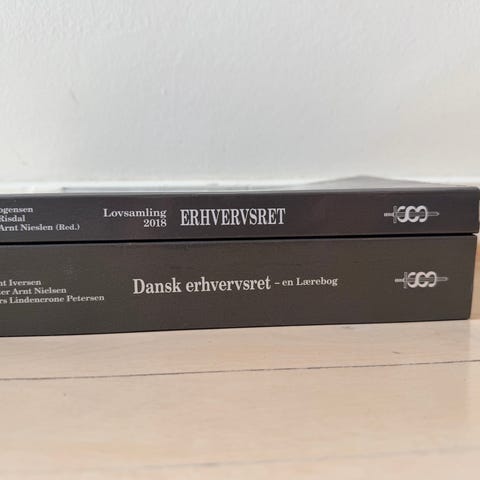 ogensen
Risdal
Arnt Nieslen (Red.)
Lovsamling
2018
ERHVERVSRET
nt Iversen
ter Arnt Nielsen
rs Lindencrone Petersen
Dansk erhvervsret – en Lærebog